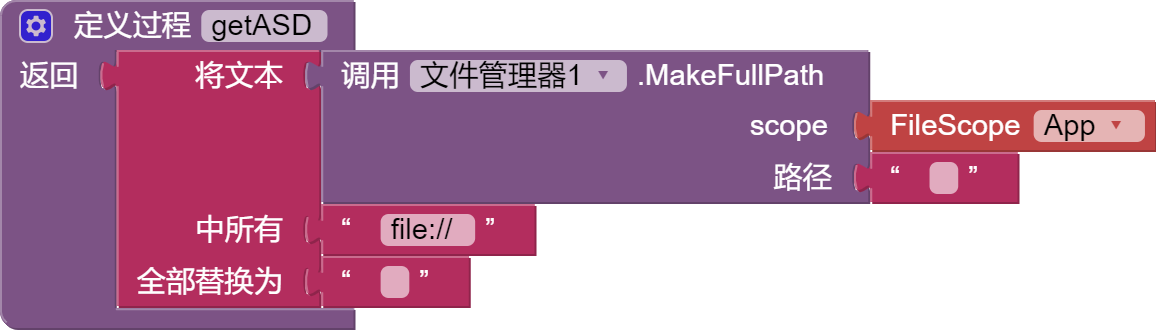 定义过程 getASD
返回 将文本 调用 文件管理器1 .MakeFullPath
scope FileScope App
路径 “ ”
中所有 “ file:// ”
全部替换为 “ ”